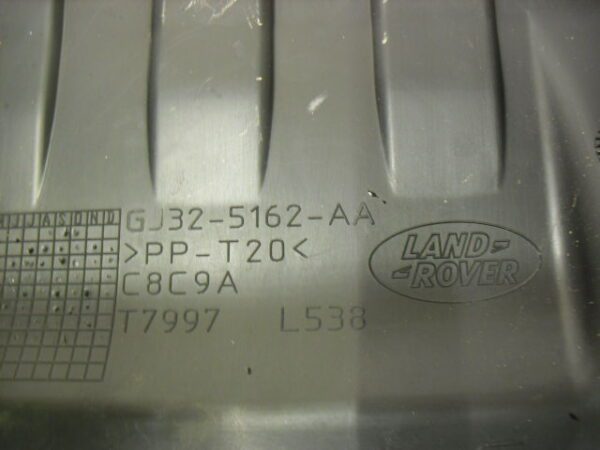 J J A S O N D
GJ32-5162-AA
>PP-T20<
C8C9A
T7997 L538
LAND-
-ROVER